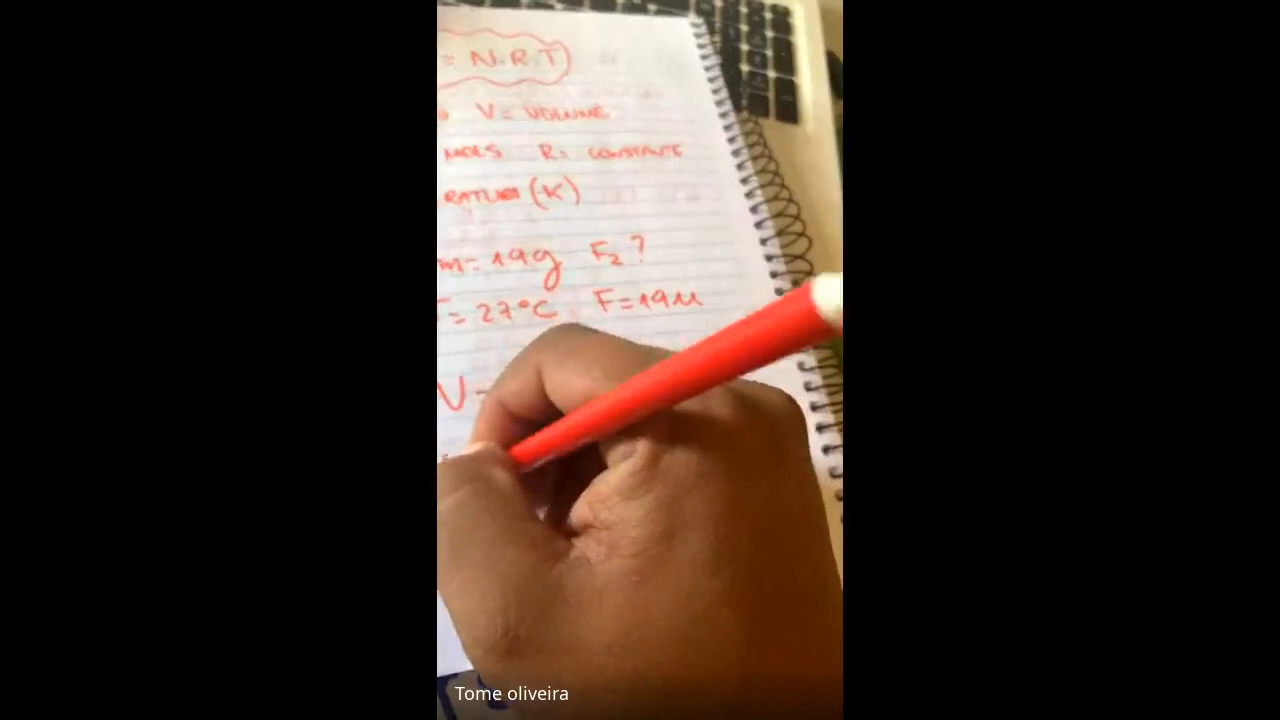 = N.R.T)
V= VOLUME
MOLS R= CONSTANTE
RATURA (K)
m= 19g F2?
= 27°C F=19u
V=
Tome oliveira